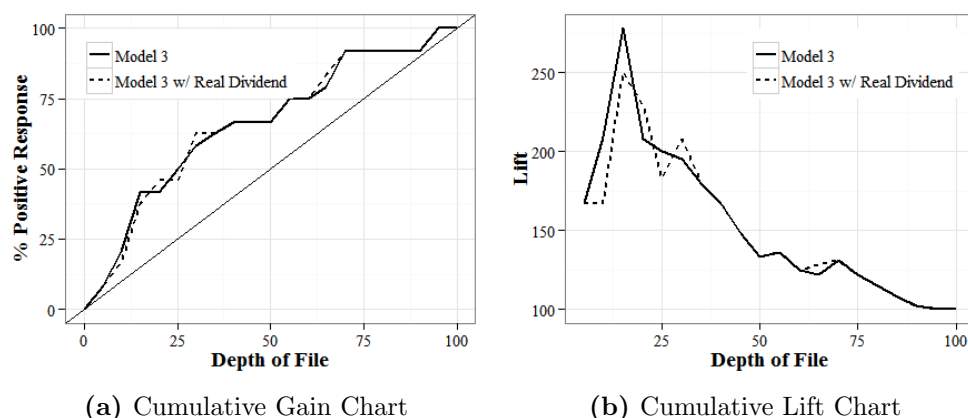 100
75
50
25
0
% Positive Response
Model 3
Model 3 w/ Real Dividend
0 25 50 75 100
Depth of File
(a) Cumulative Gain Chart
250
200
150
100
Lift
Model 3
Model 3 w/ Real Dividend
25 50 75 100
Depth of File
(b) Cumulative Lift Chart